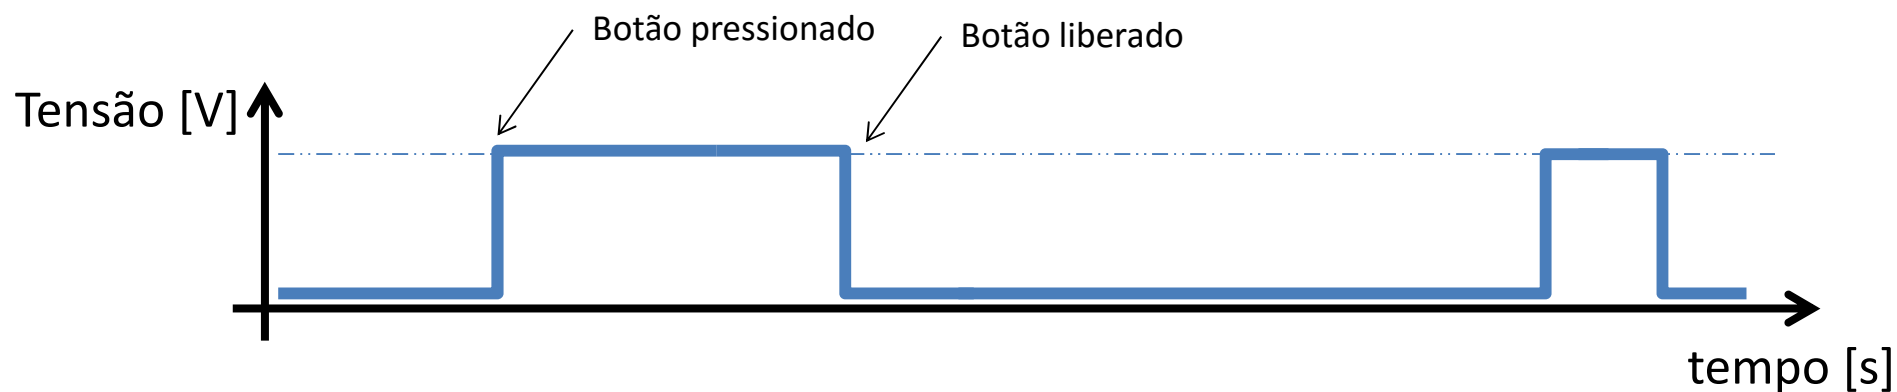 Botão pressionado
Botão liberado
Tensão [V]
tempo [s]